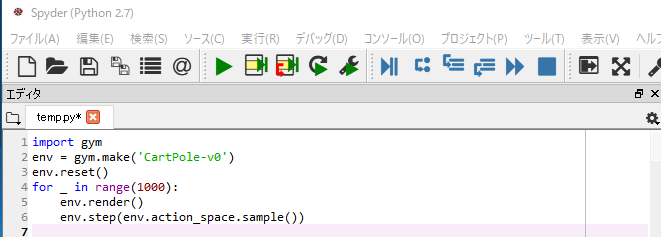 Spyder (Python 2.7)
ファイル(A) 編集(E) 検索(S) ソース(C) 実行(R) デバッグ(D) コンソール(O) プロジェクト(P) ツール(T) 表示(V) ヘル
エディタ
temp.py*
1 import gym
2 env = gym.make('CartPole-v0')
3 env.reset()
4 for _ in range(1000):
5 env.render()
6 env.step(env.action_space.sample())
7